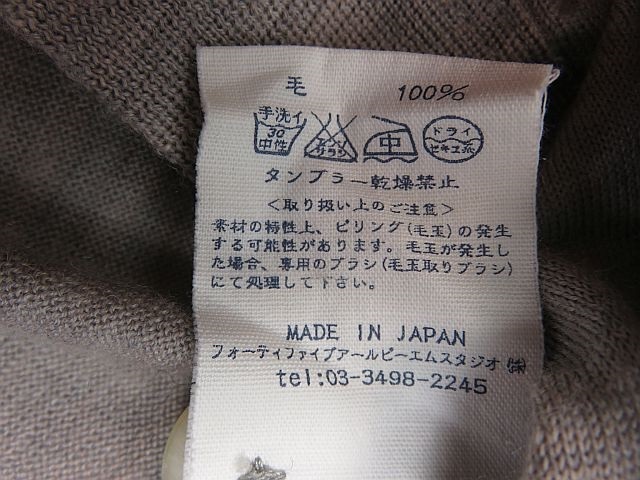 毛 100%
手洗イ 30 中性 エンソサラシ 中 ドライ セキユ系
タンブラー乾燥禁止
＜取り扱い上のご注意＞
素材の特性上、ピリング(毛玉)の発生
する可能性があります。毛玉が発生し
た場合、専用のブラシ(毛玉取りブラシ)
にて処理して下さい。
MADE IN JAPAN
フォーティファイブアールピーエムスタジオ㈱
tel:03-3498-2245